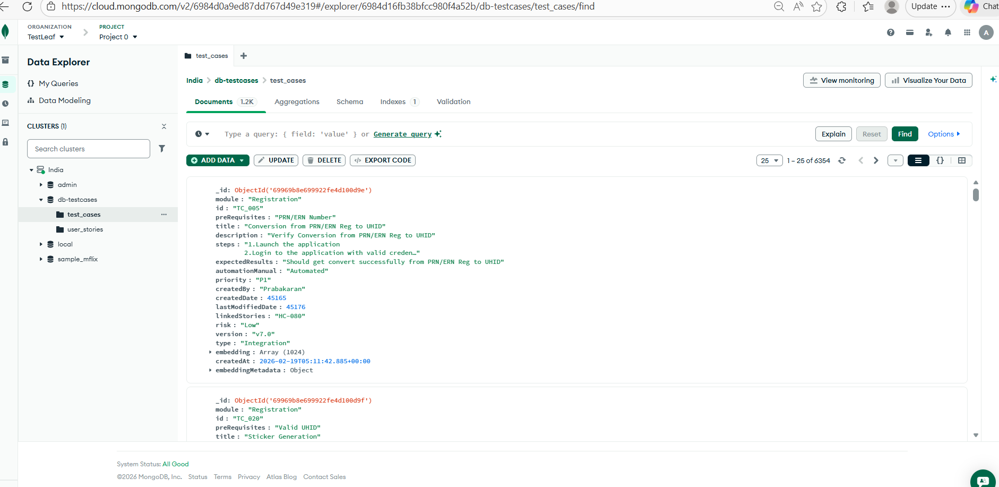 https://cloud.mongodb.com/v2/6984d0a9ed87dd767d49e319#/explorer/6984d16fb38bfcc980f4a52b/db-testcases/test_cases/find
Update
Chat
ORGANIZATION
TestLeaf
PROJECT
Project 0
A
Data Explorer
My Queries
Data Modeling
CLUSTERS (1)
Search clusters
India
admin
db-testcases
test_cases
user_stories
local
sample_mflix
test_cases
India > db-testcases > test_cases
View monitoring
Visualize Your Data
Documents 1.2K Aggregations Schema Indexes 1 Validation
Type a query: { field: 'value' } or Generate query
Explain Reset Find Options
ADD DATA UPDATE DELETE EXPORT CODE
25 1 – 25 of 6354 {}
_id: ObjectId('69969b8e699922fe4d100d9e')
module : "Registration"
id : "TC_005"
preRequisites : "PRN/ERN Number"
title : "Conversion from PRN/ERN Reg to UHID"
description : "Verify Conversion from PRN/ERN Reg to UHID"
steps : "1.Launch the application
2.Login to the application with valid creden…"
expectedResults : "Should get convert successfully from PRN/ERN Reg to UHID"
automationManual : "Automated"
priority : "P1"
createdBy : "Prabakaran"
createdDate : 45165
lastModifiedDate : 45176
linkedStories : "HC-080"
risk : "Low"
version : "v7.0"
type : "Integration"
embedding : Array (1024)
createdAt : 2026-02-19T05:11:42.885+00:00
embeddingMetadata : Object
_id: ObjectId('69969b8e699922fe4d100d9f')
module : "Registration"
id : "TC_020"
preRequisites : "Valid UHID"
title : "Sticker Generation"
System Status: All Good
©2026 MongoDB, Inc. Status Terms Privacy Atlas Blog Contact Sales